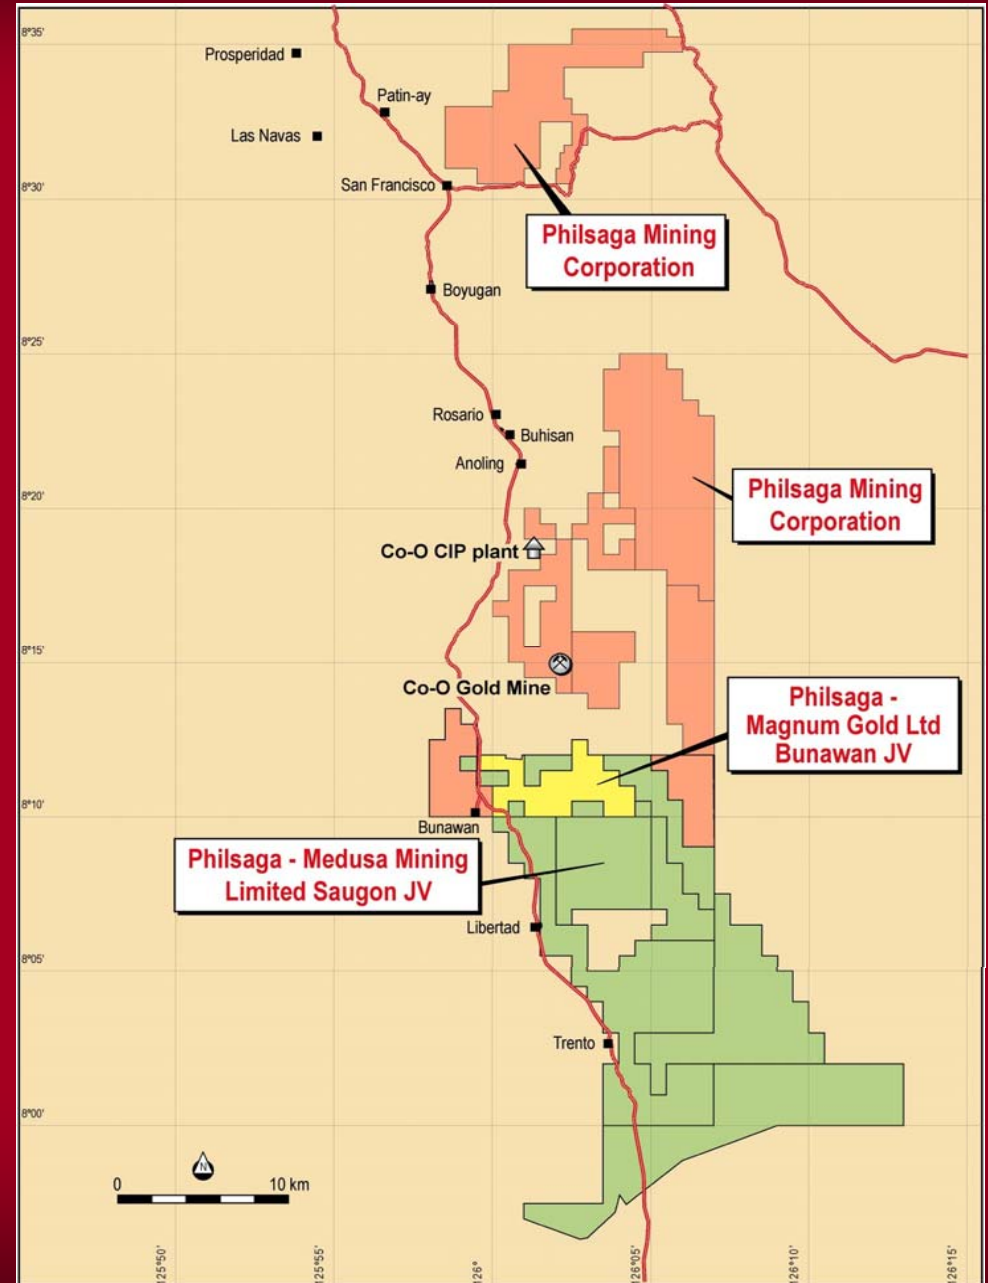 8°35'
Prosperidad
Patin-ay
Las Navas
8°30'
San Francisco
Philsaga Mining
Corporation
Boyugan
8°25'
Rosario
Buhisan
Anoling
8°20'
Philsaga Mining
Corporation
Co-O CIP plant
8°15'
Co-O Gold Mine
Philsaga -
Magnum Gold Ltd
Bunawan JV
8°10'
Bunawan
Philsaga - Medusa Mining
Limited Saugon JV
Libertad
8°05'
Trento
8°00'
N
0 10 km
125°50'
125°55'
126°
126°05'
126°10'
126°15'